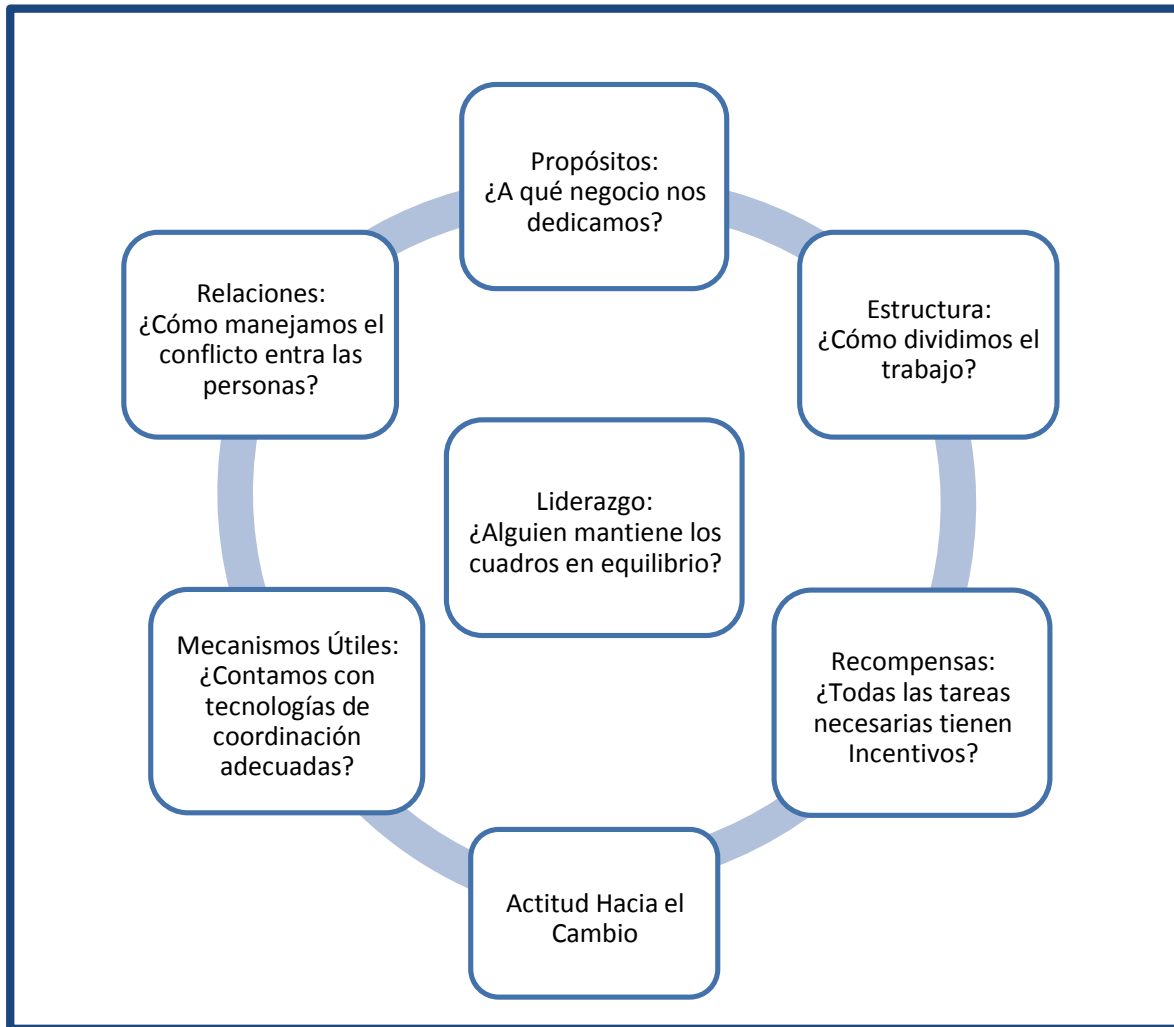 Propósitos:
¿A qué negocio nos
dedicamos?
Relaciones:
¿Cómo manejamos el
conflicto entra las
personas?
Estructura:
¿Cómo dividimos el
trabajo?
Liderazgo:
¿Alguien mantiene los
cuadros en equilibrio?
Mecanismos Útiles:
¿Contamos con
tecnologías de
coordinación
adecuadas?
Recompensas:
¿Todas las tareas
necesarias tienen
Incentivos?
Actitud Hacia el
Cambio